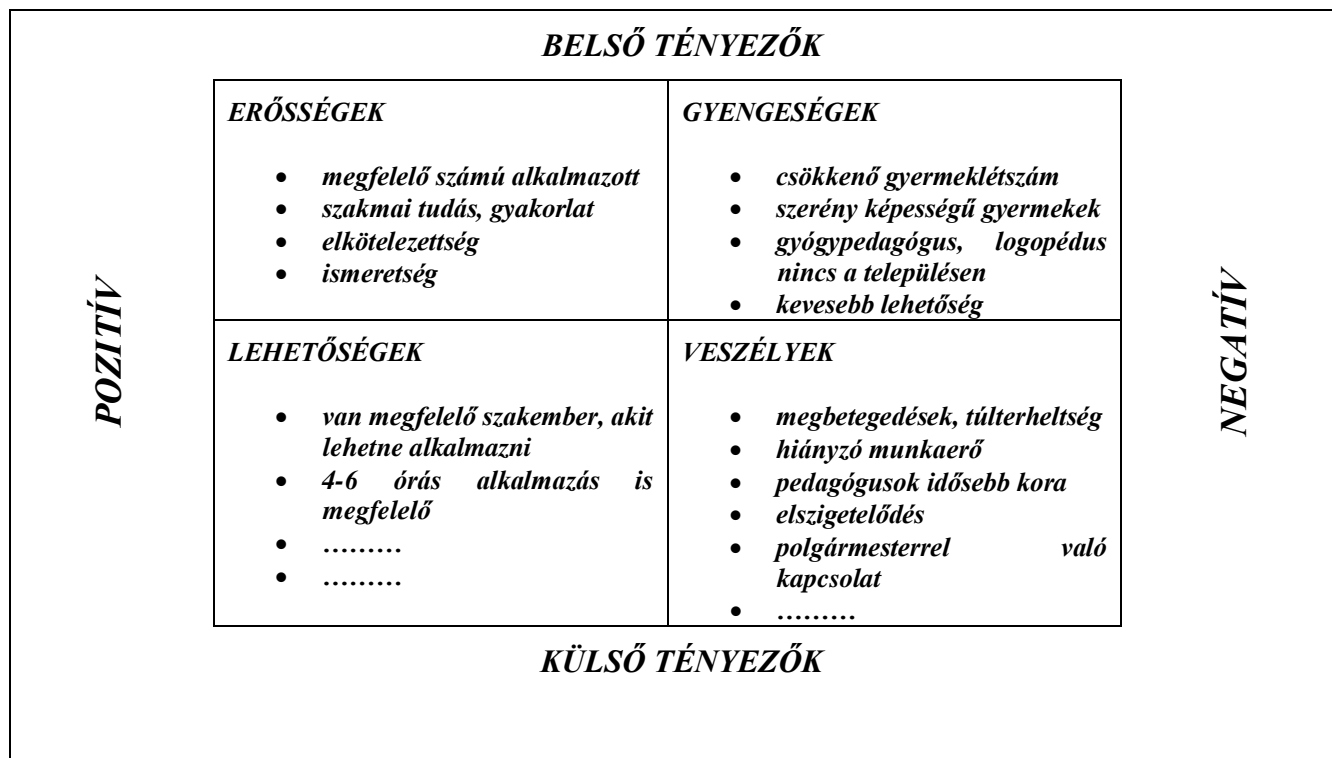 BELSŐ TÉNYEZŐK
ERŐSSÉGEK
• megfelelő számú alkalmazott
• szakmai tudás, gyakorlat
• elkötelezettség
• ismeretség
GYENGESÉGEK
• csökkenő gyermeklétszám
• szerény képességű gyermekek
• gyógypedagógus, logopédus
nincs a településen
• kevesebb lehetőség
POZITÍV
NEGATÍV
LEHETŐSÉGEK
• van megfelelő szakember, akit
lehetne alkalmazni
• 4-6 órás alkalmazás is
megfelelő
• ………
• ………
VESZÉLYEK
• megbetegedések, túlterheltség
• hiányzó munkaerő
• pedagógusok idősebb kora
• elszigetelődés
• polgármesterrel való
kapcsolat
• ………
KÜLSŐ TÉNYEZŐK